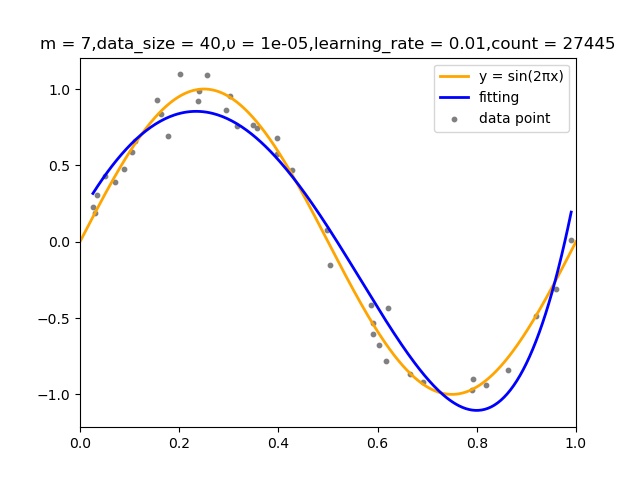 m = 7,data_size = 40,υ = 1e-05,learning_rate = 0.01,count = 27445
y = sin(2πx)
fitting
data point
1.0
0.5
0.0
−0.5
−1.0
0.0 0.2 0.4 0.6 0.8 1.0